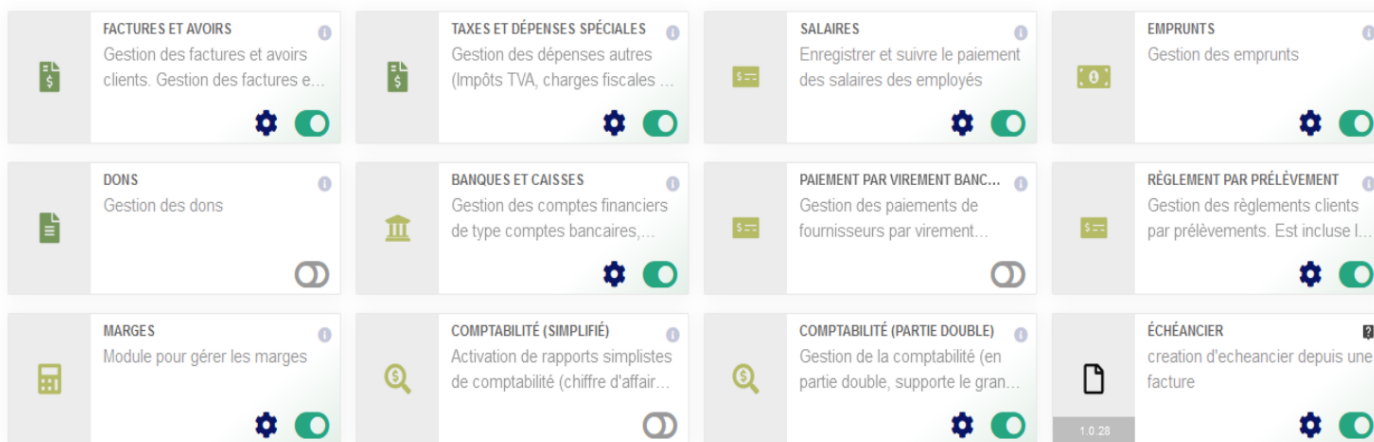 FACTURES ET AVOIRS
Gestion des factures et avoirs
clients. Gestion des factures e...
TAXES ET DÉPENSES SPÉCIALES
Gestion des dépenses autres
(Impôts TVA, charges fiscales ...
SALAIRES
Enregistrer et suivre le paiement
des salaires des employés
EMPRUNTS
Gestion des emprunts
DONS
Gestion des dons
BANQUES ET CAISSES
Gestion des comptes financiers
de type comptes bancaires,...
PAIEMENT PAR VIREMENT BANC...
Gestion des paiements de
fournisseurs par virement...
RÈGLEMENT PAR PRÉLÈVEMENT
Gestion des règlements clients
par prélèvements. Est incluse l...
MARGES
Module pour gérer les marges
COMPTABILITÉ (SIMPLIFIÉ)
Activation de rapports simplistes
de comptabilité (chiffre d'affair...
COMPTABILITÉ (PARTIE DOUBLE)
Gestion de la comptabilité (en
partie double, supporte le gran...
ÉCHÉANCIER
creation d'echeancier depuis une
facture
1.0.28